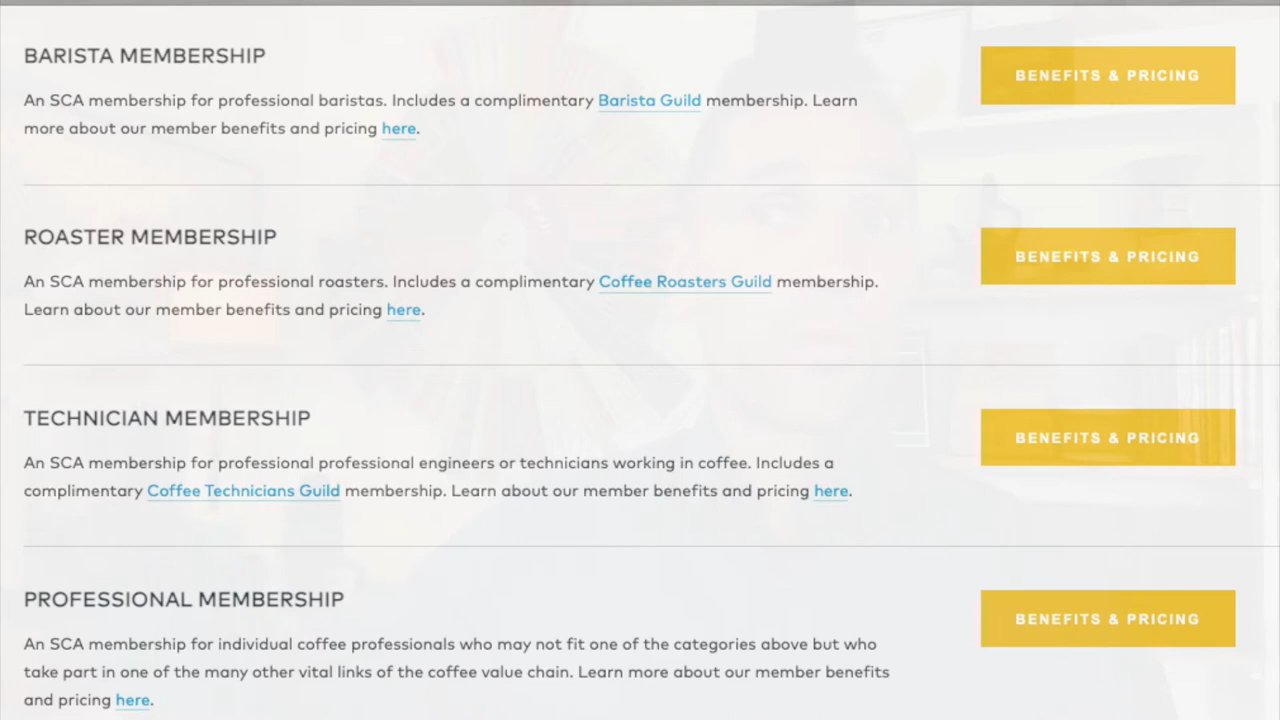 BARISTA MEMBERSHIP
BENEFITS & PRICING
An SCA membership for professional baristas. Includes a complimentary Barista Guild membership. Learn
more about our member benefits and pricing here.
ROASTER MEMBERSHIP
BENEFITS & PRICING
An SCA membership for professional roasters. Includes a complimentary Coffee Roasters Guild membership.
Learn about our member benefits and pricing here.
TECHNICIAN MEMBERSHIP
BENEFITS & PRICING
An SCA membership for professional professional engineers or technicians working in coffee. Includes a
complimentary Coffee Technicians Guild membership. Learn about our member benefits and pricing here.
PROFESSIONAL MEMBERSHIP
BENEFITS & PRICING
An SCA membership for individual coffee professionals who may not fit one of the categories above but who
take part in one of the many other vital links of the coffee value chain. Learn more about our member benefits
and pricing here.